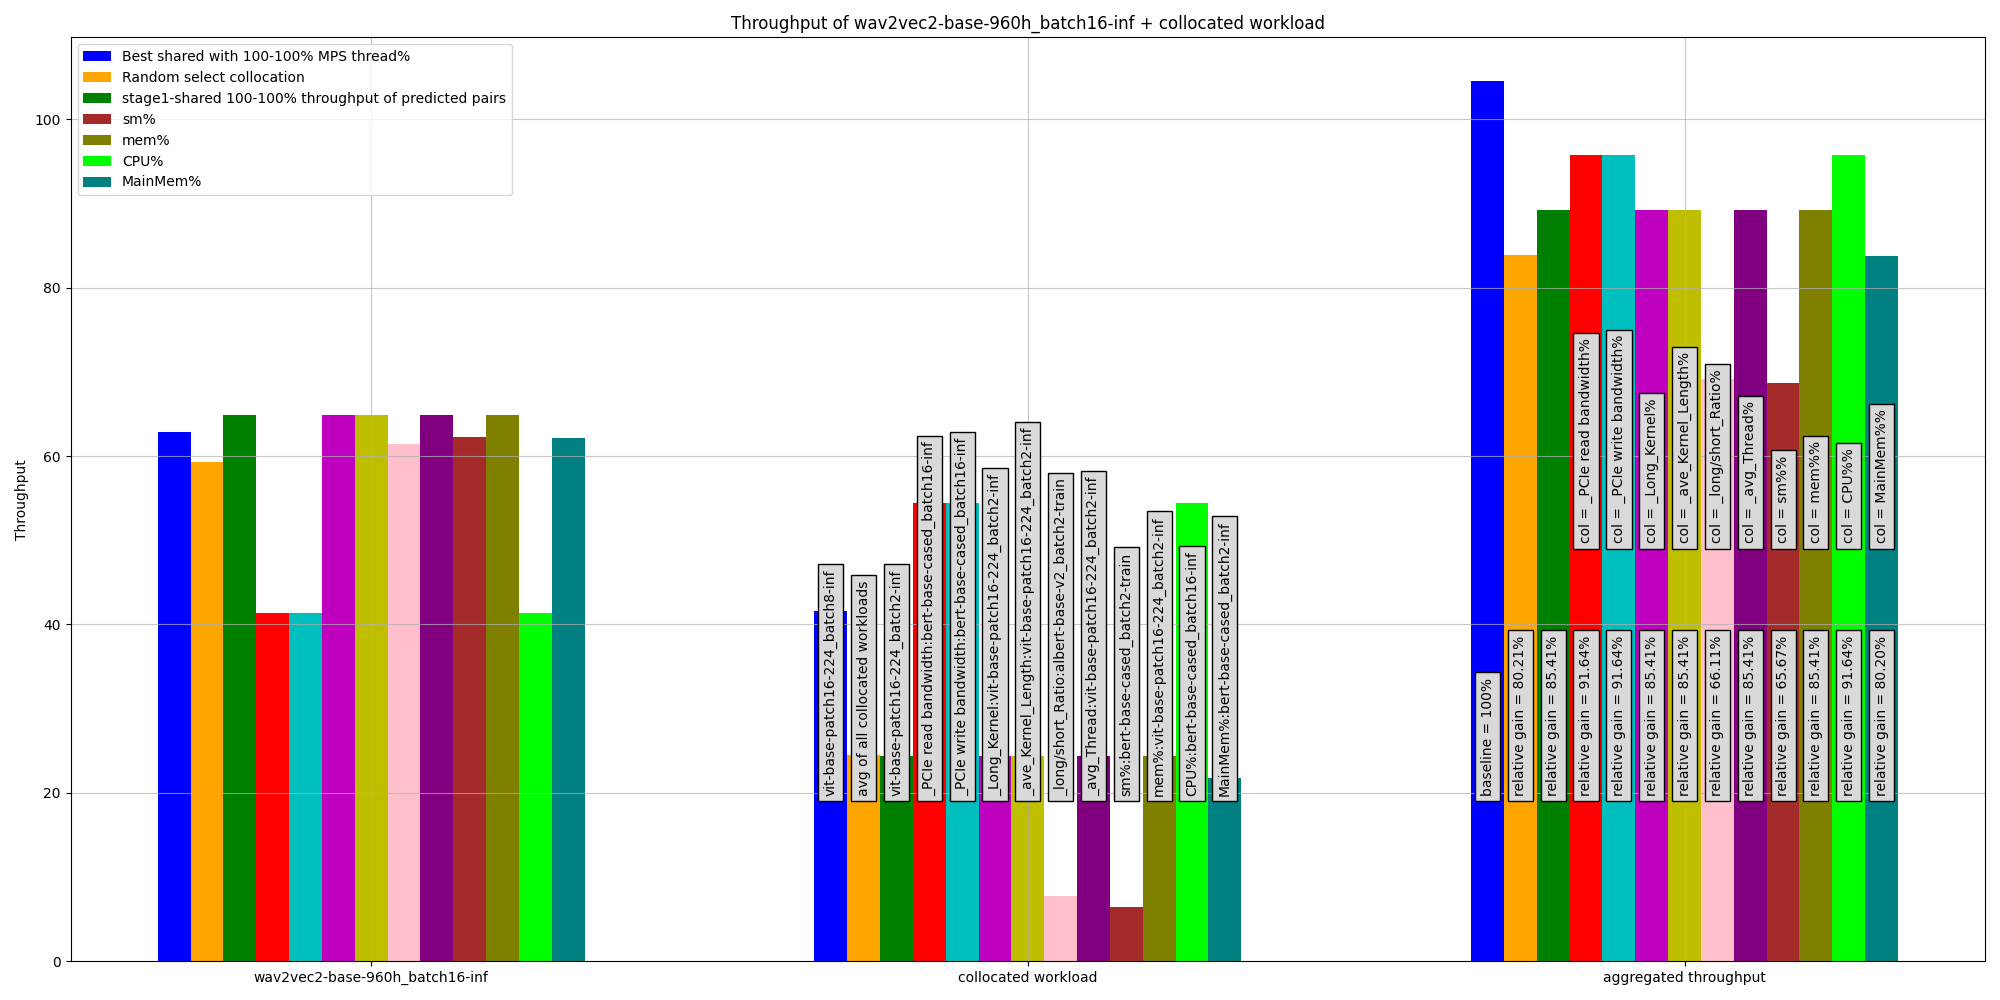 Throughput of wav2vec2-base-960h_batch16-inf + collocated workload
Best shared with 100-100% MPS thread%
Random select collocation
stage1-shared 100-100% throughput of predicted pairs
sm%
mem%
CPU%
MainMem%
Throughput
100
80
60
40
20
0
vit-base-patch16-224_batch8-inf
avg of all collocated workloads
vit-base-patch16-224_batch2-inf
_PCIe read bandwidth:bert-base-cased_batch16-inf
_PCIe write bandwidth:bert-base-cased_batch16-inf
_Long_Kernel:vit-base-patch16-224_batch2-inf
_ave_Kernel_Length:vit-base-patch16-224_batch2-inf
_long/short_Ratio:albert-base-v2_batch2-train
_avg_Thread:vit-base-patch16-224_batch2-inf
sm%:bert-base-cased_batch2-train
mem%:vit-base-patch16-224_batch2-inf
CPU%:bert-base-cased_batch16-inf
MainMem%:bert-base-cased_batch2-inf
col = _PCIe read bandwidth%
col = _PCIe write bandwidth%
col = _Long_Kernel%
col = _ave_Kernel_Length%
col = _long/short_Ratio%
col = _avg_Thread%
col = sm%%
col = mem%%
col = CPU%%
col = MainMem%%
baseline = 100%
relative gain = 80.21%
relative gain = 85.41%
relative gain = 91.64%
relative gain = 91.64%
relative gain = 85.41%
relative gain = 85.41%
relative gain = 66.11%
relative gain = 85.41%
relative gain = 65.67%
relative gain = 85.41%
relative gain = 91.64%
relative gain = 80.20%
wav2vec2-base-960h_batch16-inf
collocated workload
aggregated throughput